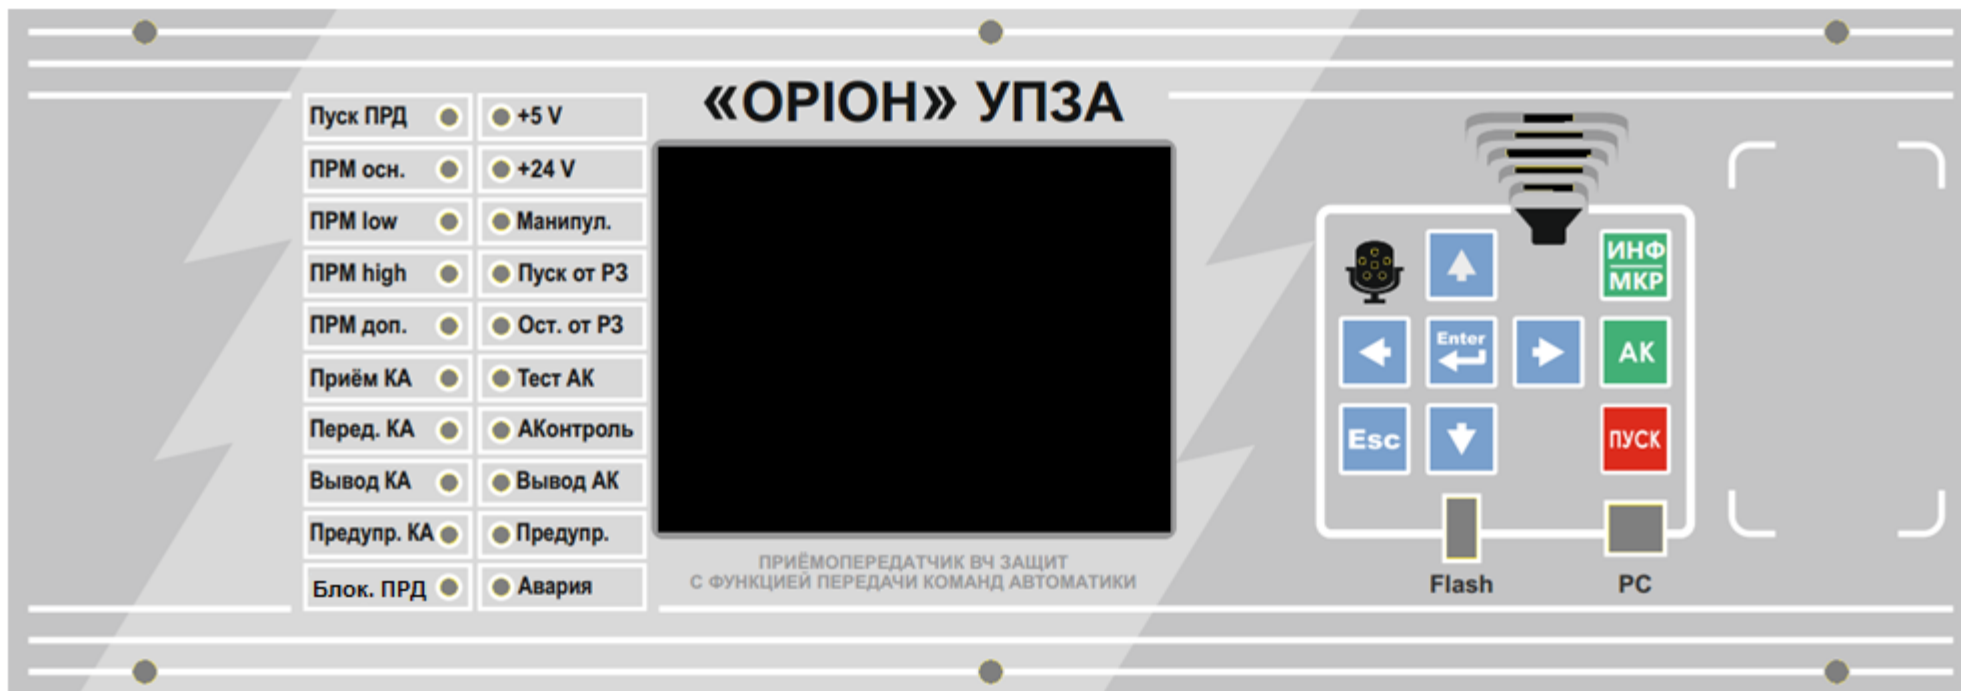 «ОРІОН» УПЗА
Пуск ПРД
+5 V
ПРМ осн.
+24 V
ПРМ low
Манипул.
ПРМ high
Пуск от РЗ
ПРМ доп.
Ост. от РЗ
Приём КА
Тест АК
Перед. КА
АКонтроль
Вывод КА
Вывод АК
Предупр. КА
Предупр.
Блок. ПРД
Авария
ПРИЁМОПЕРЕДАТЧИК ВЧ ЗАЩИТ
С ФУНКЦИЕЙ ПЕРЕДАЧИ КОМАНД АВТОМАТИКИ
ИНФ
МКР
Enter
АК
Esc
ПУСК
Flash
PC